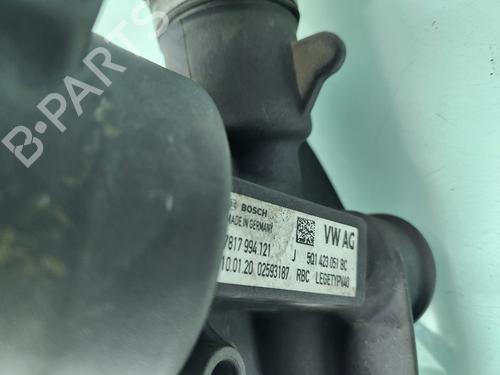 B-PARTS
BOSCH
MADE IN GERMANY
VW AG
7817 994 121 J 5Q1 423 051 BC
10.01.20 02593187 RBC